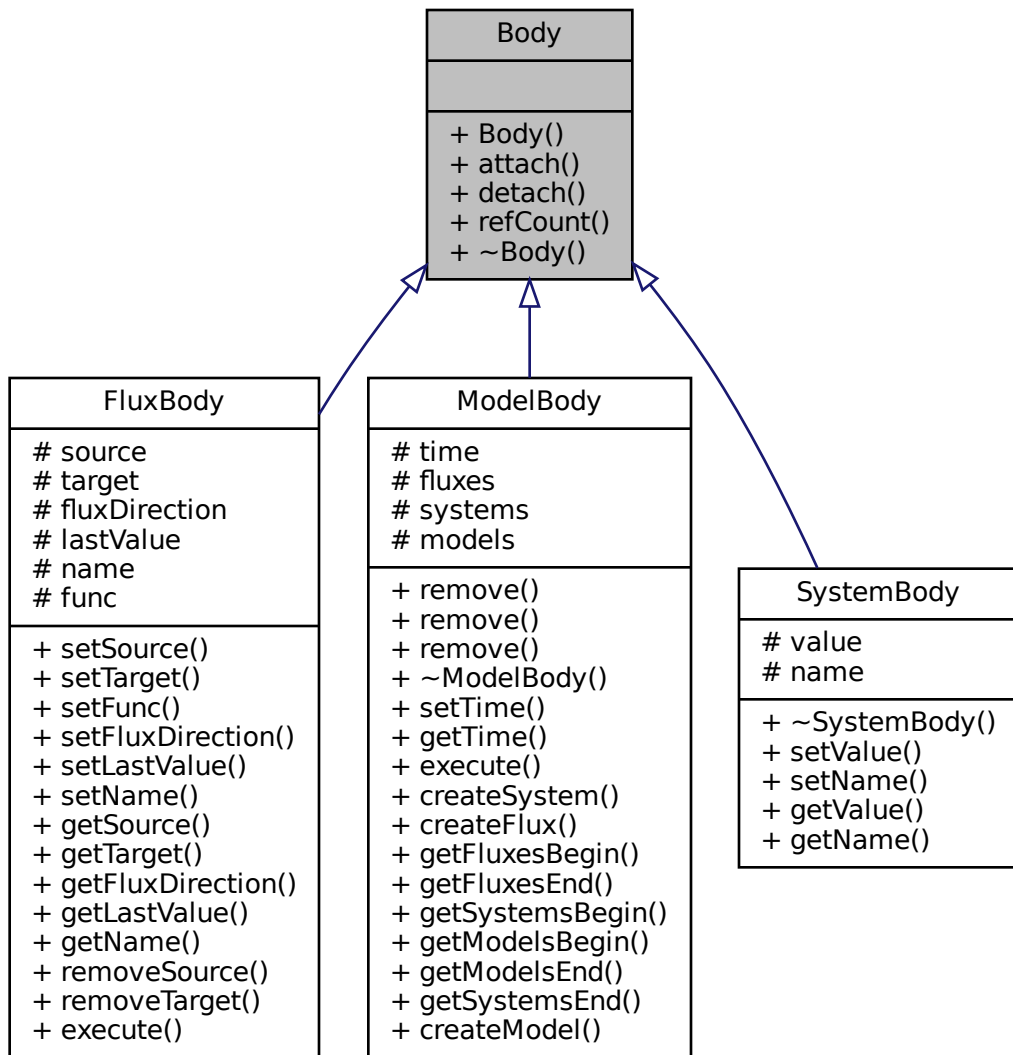 Body
+ Body()
+ attach()
+ detach()
+ refCount()
+ ~Body()
FluxBody
# source
# target
# fluxDirection
# lastValue
# name
# func
+ setSource()
+ setTarget()
+ setFunc()
+ setFluxDirection()
+ setLastValue()
+ setName()
+ getSource()
+ getTarget()
+ getFluxDirection()
+ getLastValue()
+ getName()
+ removeSource()
+ removeTarget()
+ execute()
ModelBody
# time
# fluxes
# systems
# models
+ remove()
+ remove()
+ remove()
+ ~ModelBody()
+ setTime()
+ getTime()
+ execute()
+ createSystem()
+ createFlux()
+ getFluxesBegin()
+ getFluxesEnd()
+ getSystemsBegin()
+ getModelsBegin()
+ getModelsEnd()
+ getSystemsEnd()
+ createModel()
SystemBody
# value
# name
+ ~SystemBody()
+ setValue()
+ setName()
+ getValue()
+ getName()